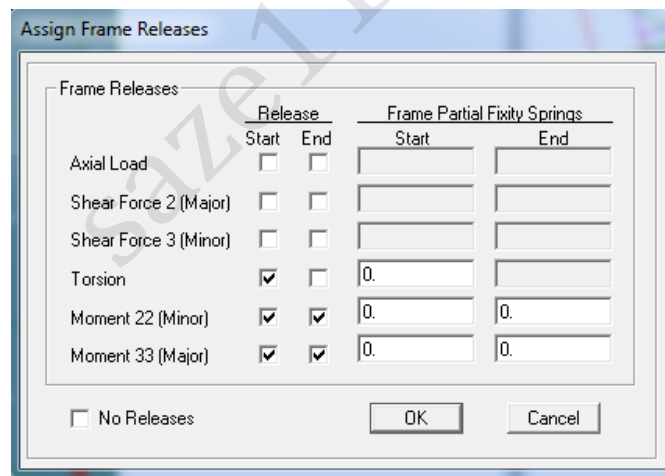 Assign Frame Releases
Frame Releases
Release Frame Partial Fixity Springs
Start End Start End
Axial Load
Shear Force 2 (Major)
Shear Force 3 (Minor)
Torsion 0.
Moment 22 (Minor) 0. 0.
Moment 33 (Major) 0. 0.
No Releases OK Cancel